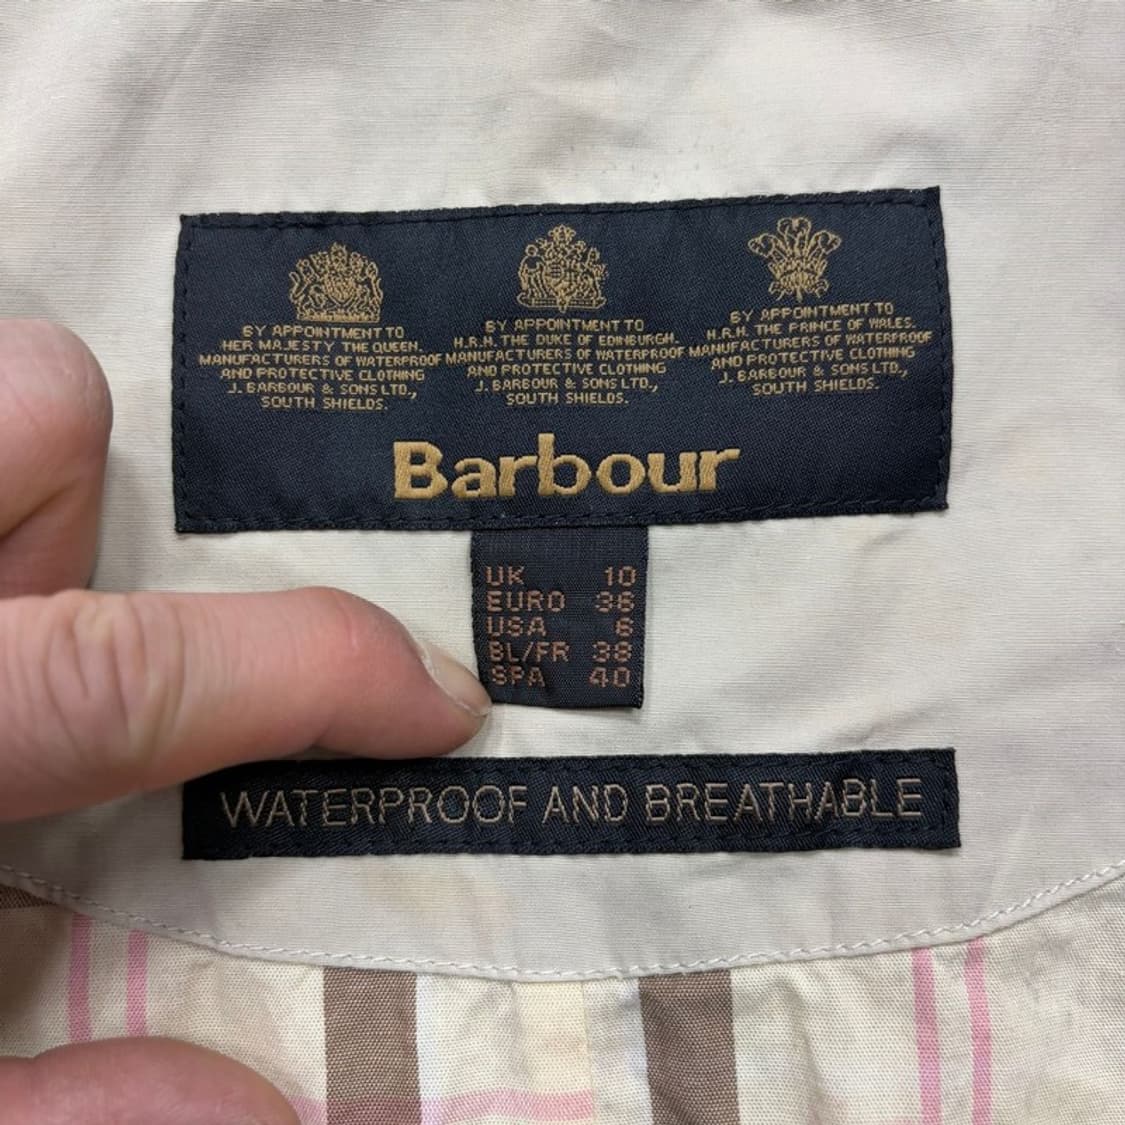 BY APPOINTMENT TO
HER MAJESTY THE QUEEN.
MANUFACTURERS OF WATERPROOF
AND PROTECTIVE CLOTHING
J. BARBOUR & SONS LTD.,
SOUTH SHIELDS.
BY APPOINTMENT TO
H.R.H. THE DUKE OF EDINBURGH.
MANUFACTURERS OF WATERPROOF
AND PROTECTIVE CLOTHING
J. BARBOUR & SONS LTD.,
SOUTH SHIELDS.
BY APPOINTMENT TO
H.R.H. THE PRINCE OF WALES.
MANUFACTURERS OF WATERPROOF
AND PROTECTIVE CLOTHING
J. BARBOUR & SONS LTD.,
SOUTH SHIELDS.
Barbour
UK 10
EURO 36
USA 6
BL/FR 38
SPA 40
WATERPROOF AND BREATHABLE